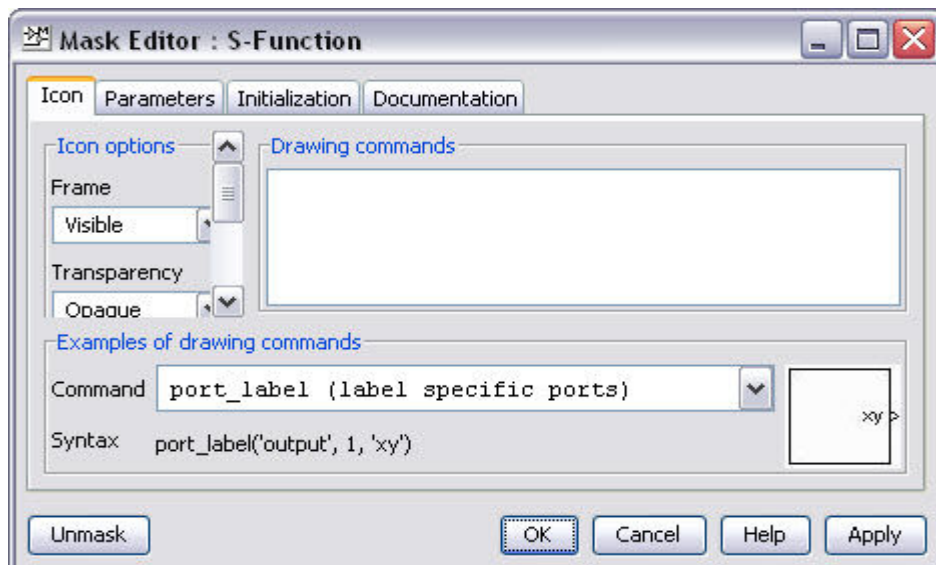 Mask Editor : S-Function
Icon Parameters Initialization Documentation
Icon options
Drawing commands
Frame
Visible
Transparency
Opaque
Examples of drawing commands
Command port_label (label specific ports)
xy
Syntax port_label('output', 1, 'xy')
Unmask OK Cancel Help Apply